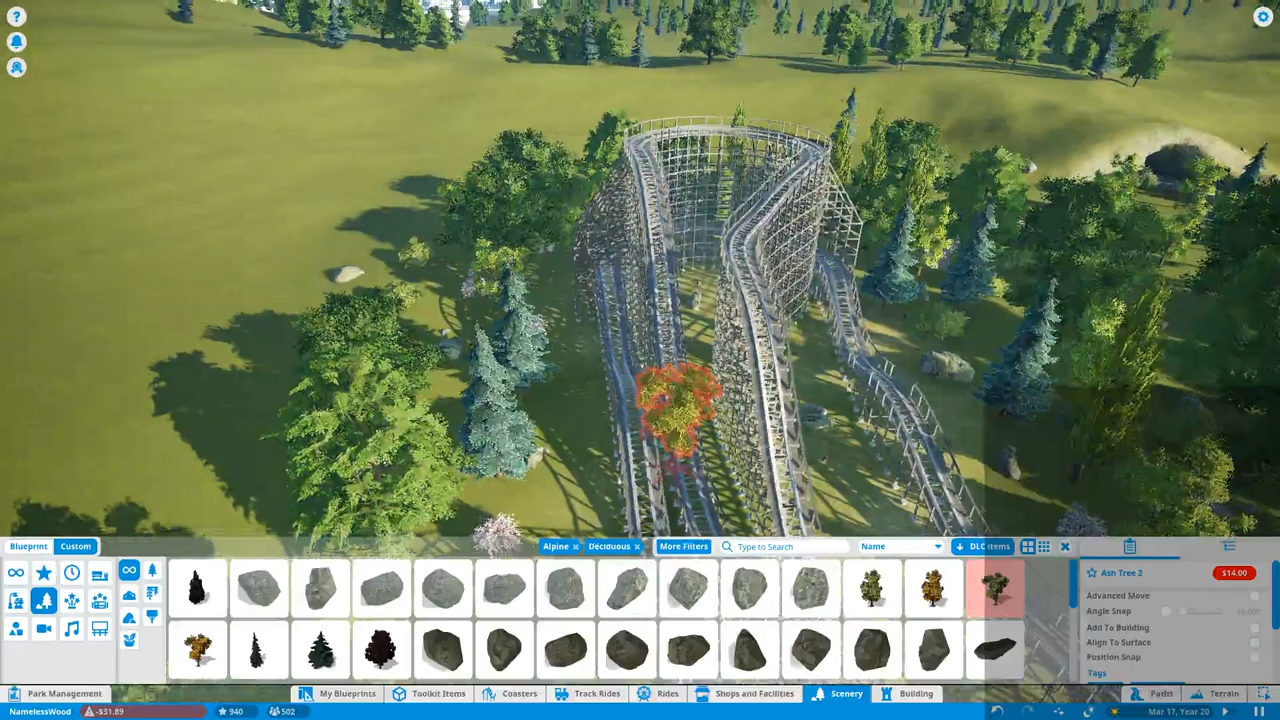 Blueprint Custom Alpine × Deciduous × More Filters Type to Search Name DLC Items ×
Ash Tree 2 $14.00
Advanced Move
Angle Snap
Add To Building
Align To Surface
Position Snap
Tags
Park Management My Blueprints Toolkit Items Coasters Track Rides Rides Shops and Facilities Scenery Building Paths Terrain
NamelessWood -$31.89 940 502 Mar 17, Year 20